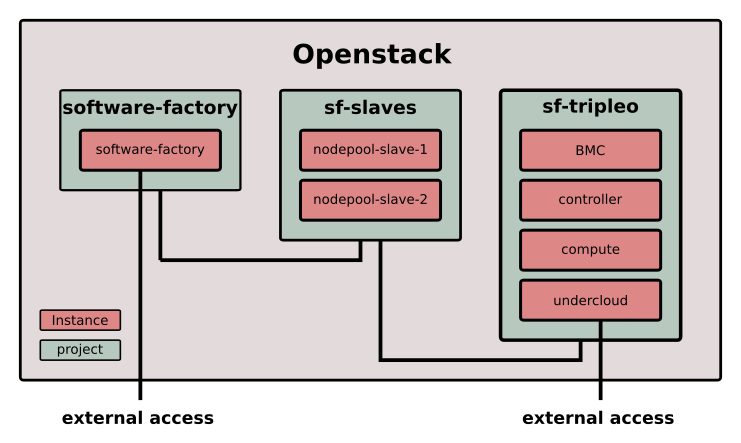 Openstack
software-factory
software-factory
sf-slaves
nodepool-slave-1
nodepool-slave-2
sf-tripleo
BMC
controller
compute
undercloud
Instance
project
external access
external access